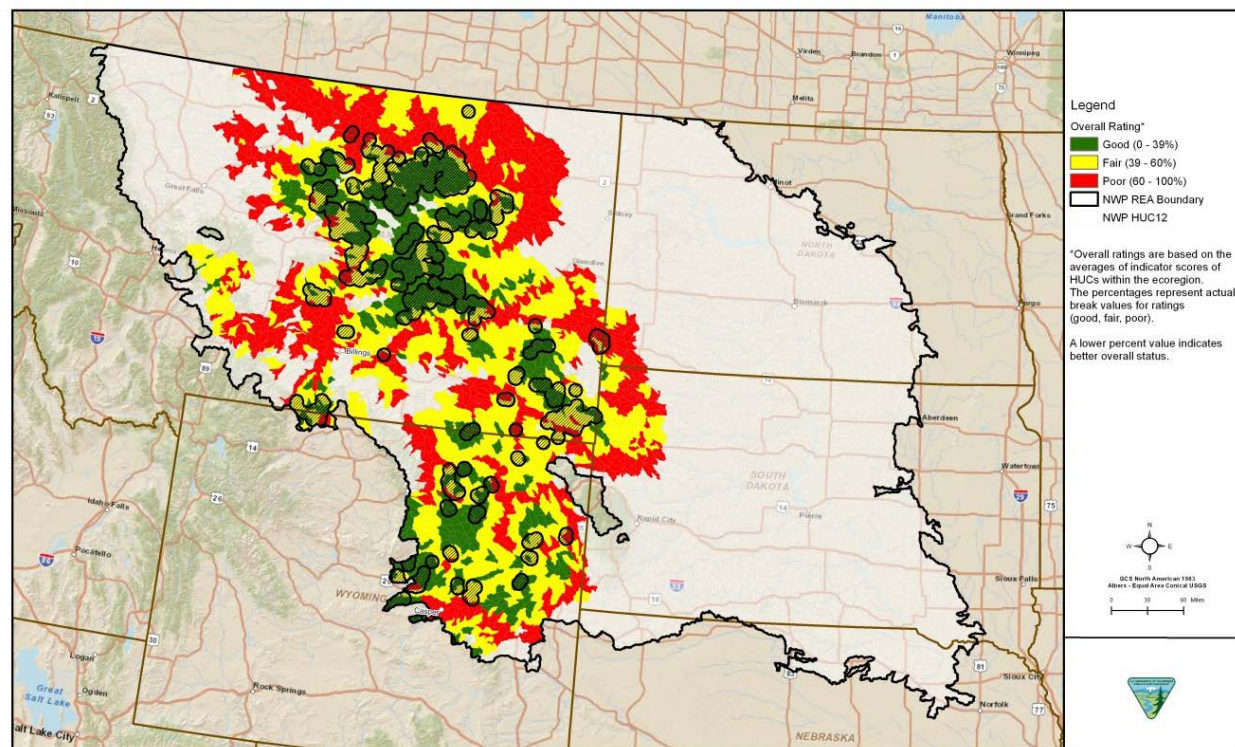 Manitoba
Virden
Brandon
Winnipeg
Melita
Kalispell
Great Falls
Minot
Missoula
Sidney
NORTH
DAKOTA
Grand Forks
Glendive
Bismarck
Fargo
Billings
Aberdeen
Watertown
SOUTH
DAKOTA
Pierre
Idaho Falls
Rapid City
Pocatello
Sioux Falls
WYOMING
Casper
Logan
Great
Salt Lake
Ogden
Rock Springs
Sioux City
Norfolk
Salt Lake City
NEBRASKA
Legend
Overall Rating*
Good (0 - 39%)
Fair (39 - 60%)
Poor (60 - 100%)
NWP REA Boundary
NWP HUC12
*Overall ratings are based on the
averages of indicator scores of
HUCs within the ecoregion.
The percentages represent actual
break values for ratings
(good, fair, poor).
A lower percent value indicates
better overall status.
N
W
E
S
GCS North American 1983
Albers - Equal Area Conical USGS
0 30 60 Miles